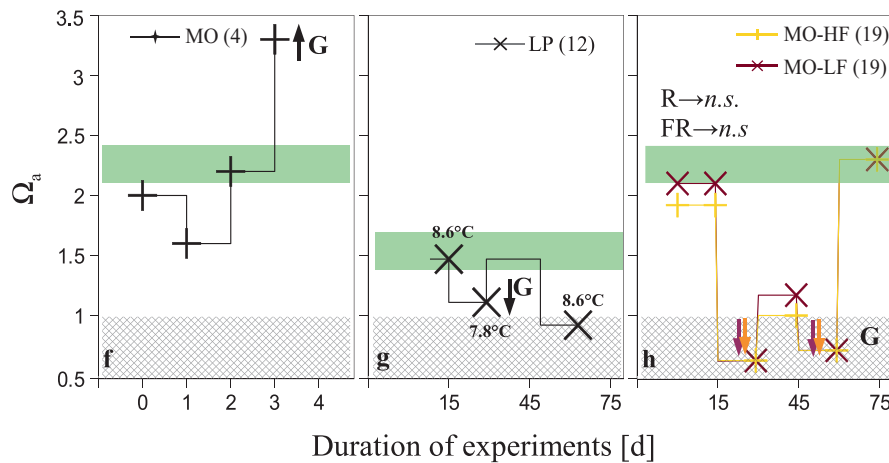 3.5
3
2.5
2
1.5
1
0.5
Ωa
MO (4)
G
f
0 1 2 3 4
LP (12)
8.6°C
7.8°C
G
8.6°C
g
15 45 75
MO-HF (19)
MO-LF (19)
R→n.s.
FR→n.s
G
h
15 45 75
Duration of experiments [d]